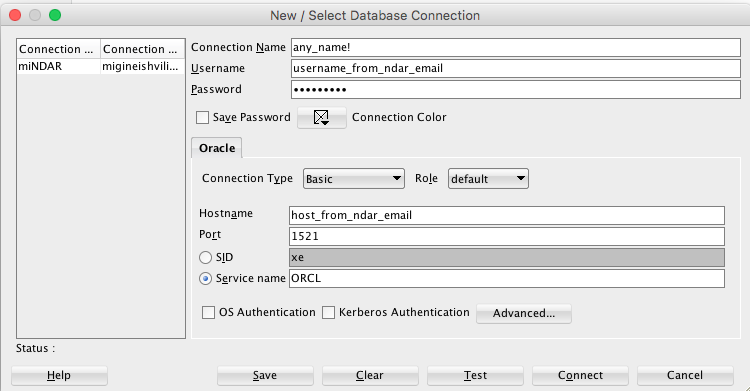 New / Select Database Connection
Connection ... Connection ...
miNDAR migineishvili...
Connection Name any_name!
Username username_from_ndar_email
Password •••••••••
Save Password Connection Color
Oracle
Connection Type Basic Role default
Hostname host_from_ndar_email
Port 1521
SID xe
Service name ORCL
OS Authentication Kerberos Authentication Advanced...
Status :
Help Save Clear Test Connect Cancel